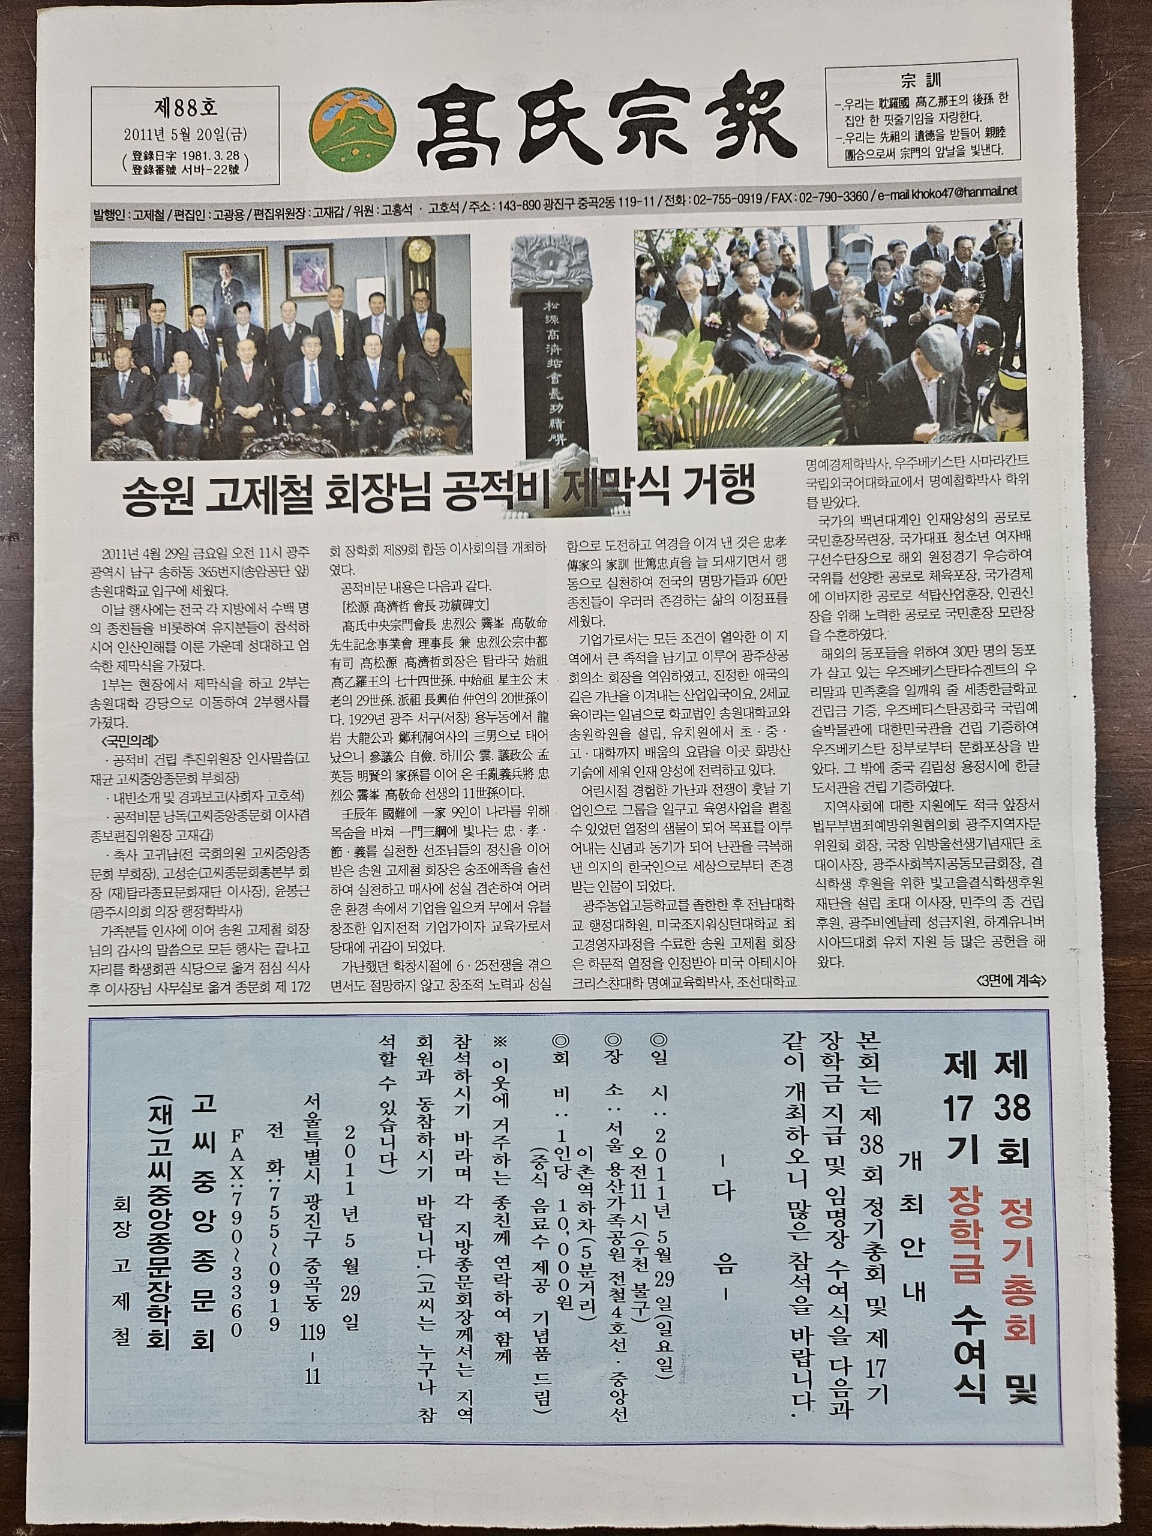 제88호
2011년 5월 20일(금)
(登錄日字 1981. 3. 28
登錄番號 서바-22號)
高氏宗報
宗 訓
-.우리는 耽羅國 高乙那王의 後孫 한
집안 한 핏줄기임을 자랑한다.
-.우리는 先祖의 遺德을 받들어 親睦
團合으로써 宗門의 앞날을 빛낸다.
발행인 : 고제철 / 편집인 : 고광용 / 편집위원장 : 고재갑 / 위원 : 고홍석 · 고호석 / 주소 : 143-890 광진구 중곡2동 119-11 / 전화 : 02-755-0919 / FAX : 02-790-3360 / e-mail khoko47@hanmail.net
松源高濟哲會長功績碑
송원 고제철 회장님 공적비 제막식 거행
2011년 4월 29일 금요일 오전 11시 광주
광역시 남구 송하동 365번지(송암공단 앞)
송원대학교 입구에 세웠다.
이날 행사에는 전국 각 지방에서 수백 명
의 종친들을 비롯하여 유지분들이 참석하
시어 인산인해를 이룬 가운데 성대하고 엄
숙한 제막식을 가졌다.
1부는 현장에서 제막식을 하고 2부는
송원대학 강당으로 이동하여 2부행사를
가졌다.
<국민의례>
· 공적비 건립 추진위원장 인사말씀(고
재균 고씨중앙종문회 부회장)
· 내빈소개 및 경과보고(사회자 고호석)
· 공적비문 낭독(고씨중앙종문회 이사겸
종보편집위원장 고재갑)
· 축사 고귀남(전 국회의원 고씨중앙종
문회 부회장), 고성순(고씨종문회총본부 회
장 (재)탐라종묘문화재단 이사장), 윤봉근
(광주시의회 의장 행정학박사)
가족분들 인사에 이어 송원 고제철 회장
님의 감사의 말씀으로 모든 행사는 끝나고
자리를 학생회관 식당으로 옮겨 점심 식사
후 이사장님 사무실로 옮겨 종문회 제 172
회 장학회 제89회 합동 이사회의를 개최하
였다.
공적비문 내용은 다음과 같다.
[松源 高濟哲 會長 功績碑文]
高氏中央宗門會長 忠烈公 霽峯 高敬命
先生記念事業會 理事長 兼 忠烈公宗中都
有司 高松源 高濟哲회장은 탐라국 始祖
高乙羅王의 七十四世孫. 中始祖 星主公 末
老의 29世孫. 派祖 長興伯 仲연의 20世孫이
다. 1929년 광주 서구(서창) 용두동에서 龍
岩 大龍公과 鄭利洞여사의 三男으로 태어
났으니 參議公 自儉. 하川公 雲. 議政公 孟
英등 明賢의 家孫를 이어 온 壬亂義兵將 忠
烈公 霽峯 高敬命 선생의 11世孫이다.
壬辰年 國難에 一家 9인이 나라를 위해
목숨을 바쳐 一門三綱에 빛나는 忠·孝·
節·義를 실천한 선조님들의 정신을 이어
받은 송원 고제철 회장은 숭조애족을 솔선
하여 실천하고 매사에 성실 겸손하여 어려
운 환경 속에서 기업을 일으켜 무에서 유를
창조한 입지전적 기업가이자 교육가로서
당대에 귀감이 되었다.
가난했던 학창시절에 6·25전쟁을 겪으
면서도 절망하지 않고 창조적 노력과 성실
함으로 도전하고 역경을 이겨 낸 것은 忠孝
傳家의 家訓 世篤忠貞을 늘 되새기면서 행
동으로 실천하여 전국의 명망가들과 60만
종친들이 우러러 존경하는 삶의 이정표를
세웠다.
기업가로서는 모든 조건이 열악한 이 지
역에서 큰 족적을 남기고 이루어 광주상공
회의소 회장을 역임하였고, 진정한 애국의
길은 가난을 이겨내는 산업입국이요, 2세교
육이라는 일념으로 학교법인 송원대학교와
송원학원을 설립, 유치원에서 초·중·
고·대학까지 배움의 요람을 이곳 화방산
기슭에 세워 인재 양성에 전력하고 있다.
어린시절 경험한 가난과 전쟁이 훗날 기
업인으로 그룹을 일구고 육영사업을 펼칠
수 있었던 열정의 샘물이 되어 목표를 이루
어내는 신념과 동기가 되어 난관을 극복해
낸 의지의 한국인으로 세상으로부터 존경
받는 인물이 되었다.
광주농업고등학교를 졸한한 후 전남대학
교 행정대학원, 미국조지워싱턴대학교 최
고경영자과정을 수료한 송원 고제철 회장
은 학문적 열정을 인정받아 미국 아테시아
크리스챤대학 명예교육학박사, 조선대학교
명예경제학박사, 우주베키스탄 사마라칸트
국립외국어대학교에서 명예철학박사 학위
를 받았다.
국가의 백년대계인 인재양성의 공로로
국민훈장목련장, 국가대표 청소년 여자배
구선수단장으로 해외 원정경기 우승하여
국위를 선양한 공로로 체육포장, 국가경제
에 이바지한 공로로 석탑산업훈장, 인권신
장을 위해 노력한 공로로 국민훈장 모란장
을 수훈하였다.
해외의 동포들을 위하여 30만 명의 동포
가 살고 있는 우즈베키스탄타슈겐트의 우
리말과 민족혼을 일깨워 줄 세종한글학교
건립금 기증, 우즈베티스탄공화국 국립예
술박물관에 대한민국관을 건립 기증하여
우즈베키스탄 정부로부터 문화포상을 받
았다. 그 밖에 중국 길림성 용정시에 한글
도서관을 건립 기증하였다.
지역사회에 대한 지원에도 적극 앞장서
법무부범죄예방위원협의회 광주지역자문
위원회 회장, 국창 임방울선생기념재단 초
대이사장, 광주사회복지공동모금회장, 결
식학생 후원을 위한 빛고을결식학생후원
재단을 설립 초대 이사장, 민주의 종 건립
후원, 광주비엔날레 성금지원, 하계유니버
시아드대회 유치 지원 등 많은 공헌을 해
왔다.
<3면에 계속>
제38회 정기총회 및
제17기 장학금 수여식
개최안내
본회는 제 38 회 정기총회 및 제 17 기
장학금 지급 및 임명장 수여식을 다음과
같이 개최하오니 많은 참석을 바랍니다.
-다 음-
◎일 시 : 2011년 5월 29일(일요일)
오전11 시(우천 불구)
◎장 소 : 서울 용산가족공원 전철4호선·중앙선
이촌역하차(5분거리)
◎회 비 : 1인당 10,000원
(중식 음료수 제공 기념품 드림)
※ 이웃에 거주하는 종친께 연락하여 함께
참석하시기 바라며 각 지방종문회장께서는 지역
회원과 동참하시기 바랍니다.(고씨는 누구나 참
석할 수 있습니다)
2011년 5월 29일
서울특별시 광진구 중곡동 119-11
전 화:755~0919
FAX:790~3360
고씨중앙종문회
(재)고씨중앙종문장학회
회장 고제철